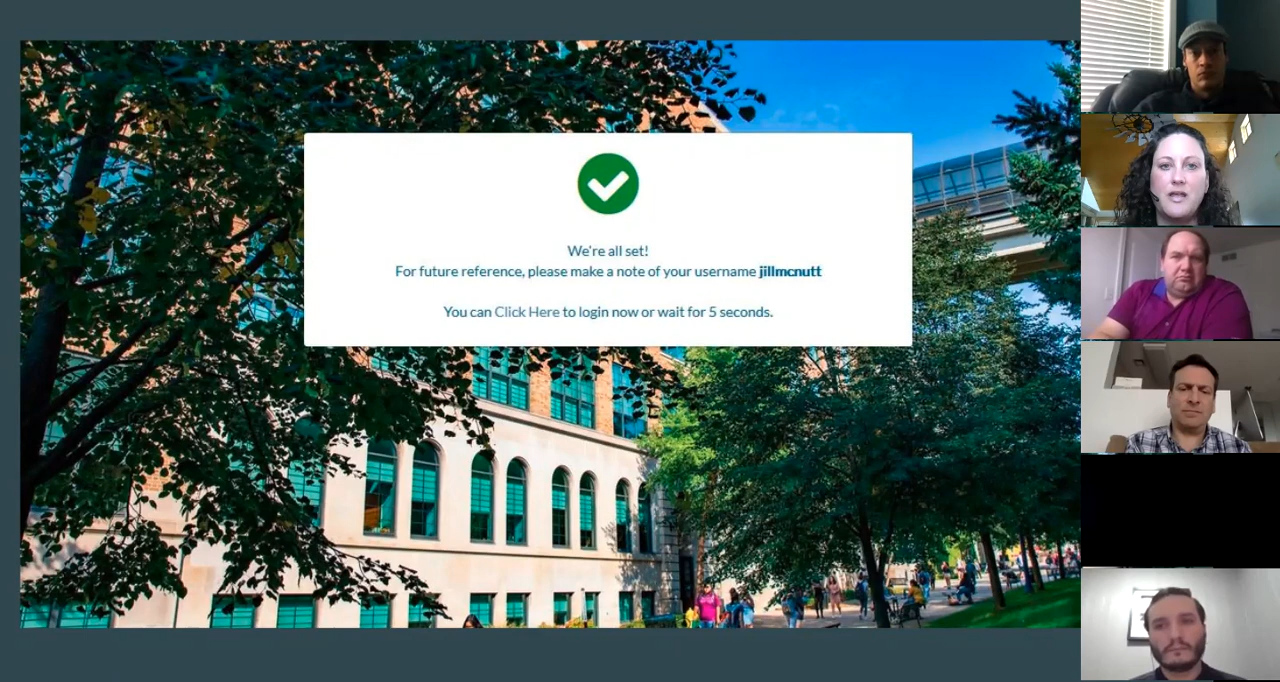 We're all set!
For future reference, please make a note of your username jillmcnutt
You can Click Here to login now or wait for 5 seconds.